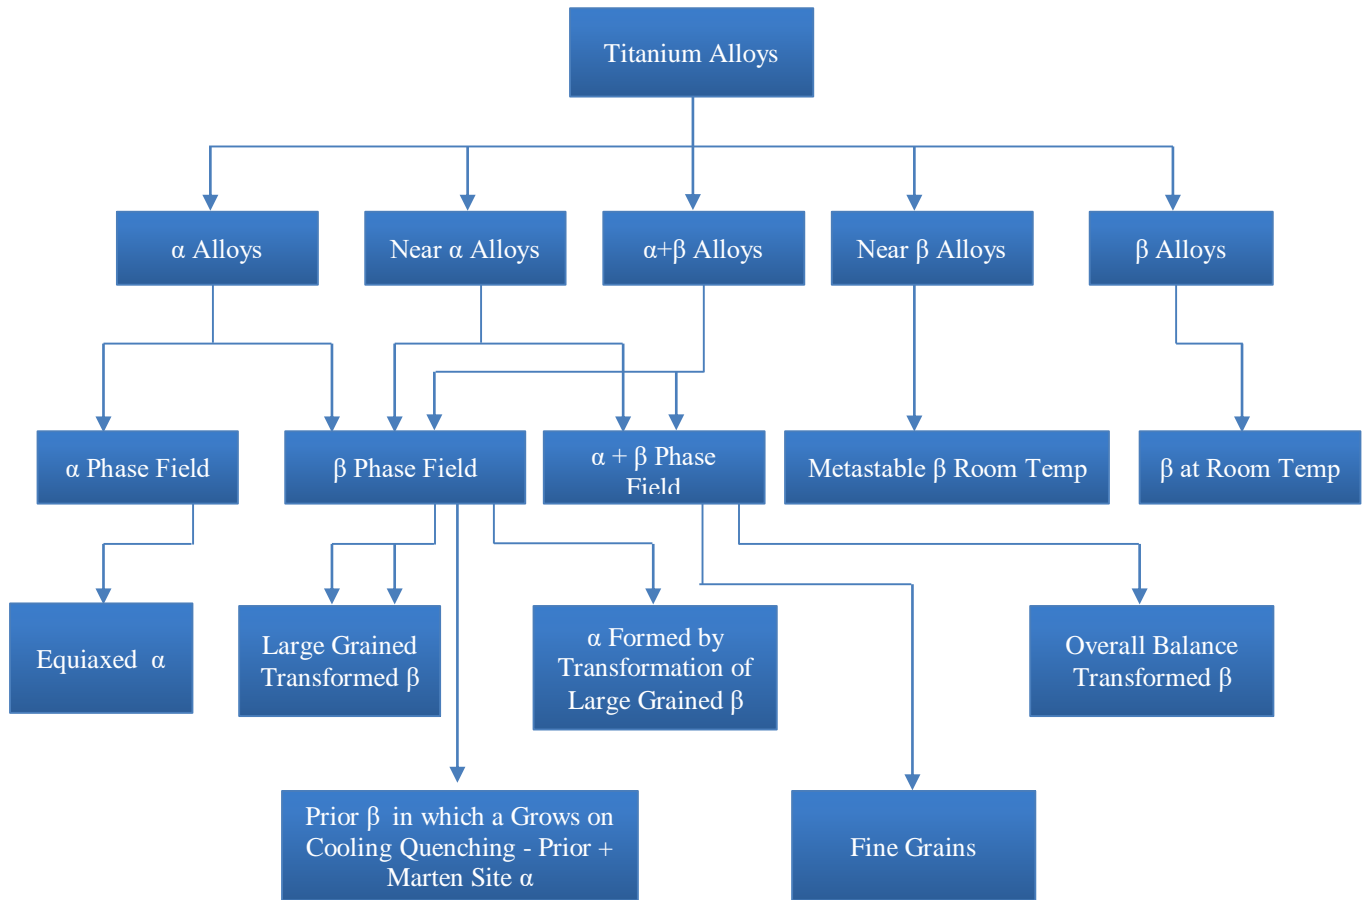 Titanium Alloys
α Alloys
Near α Alloys
α+β Alloys
Near β Alloys
β Alloys
α Phase Field
β Phase Field
α + β Phase
Field
Metastable β Room Temp
β at Room Temp
Equiaxed α
Large Grained
Transformed β
α Formed by
Transformation of
Large Grained β
Overall Balance
Transformed β
Prior β in which a Grows on
Cooling Quenching - Prior +
Marten Site α
Fine Grains